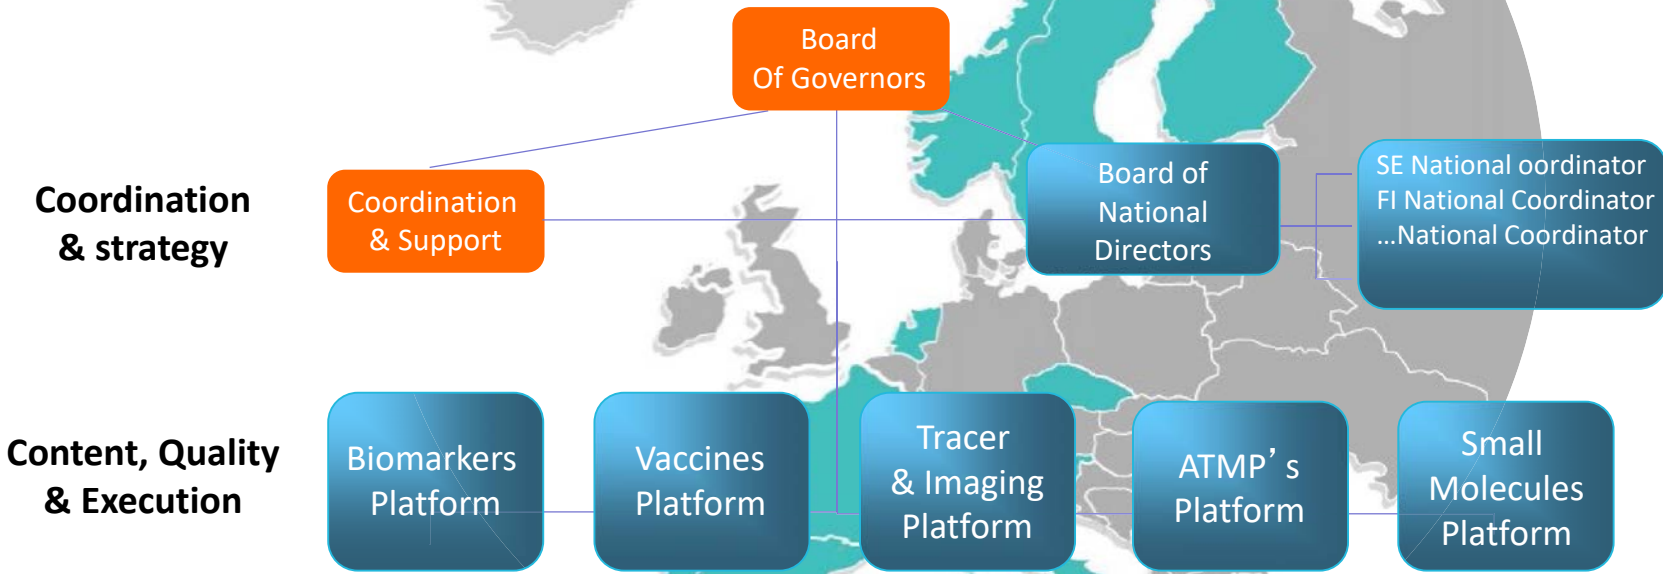 Board
Of Governors
Coordination
& strategy
Coordination
& Support
Board of
National
Directors
SE National oordinator
FI National Coordinator
...National Coordinator
Content, Quality
& Execution
Biomarkers
Platform
Vaccines
Platform
Tracer
& Imaging
Platform
ATMP’s
Platform
Small
Molecules
Platform